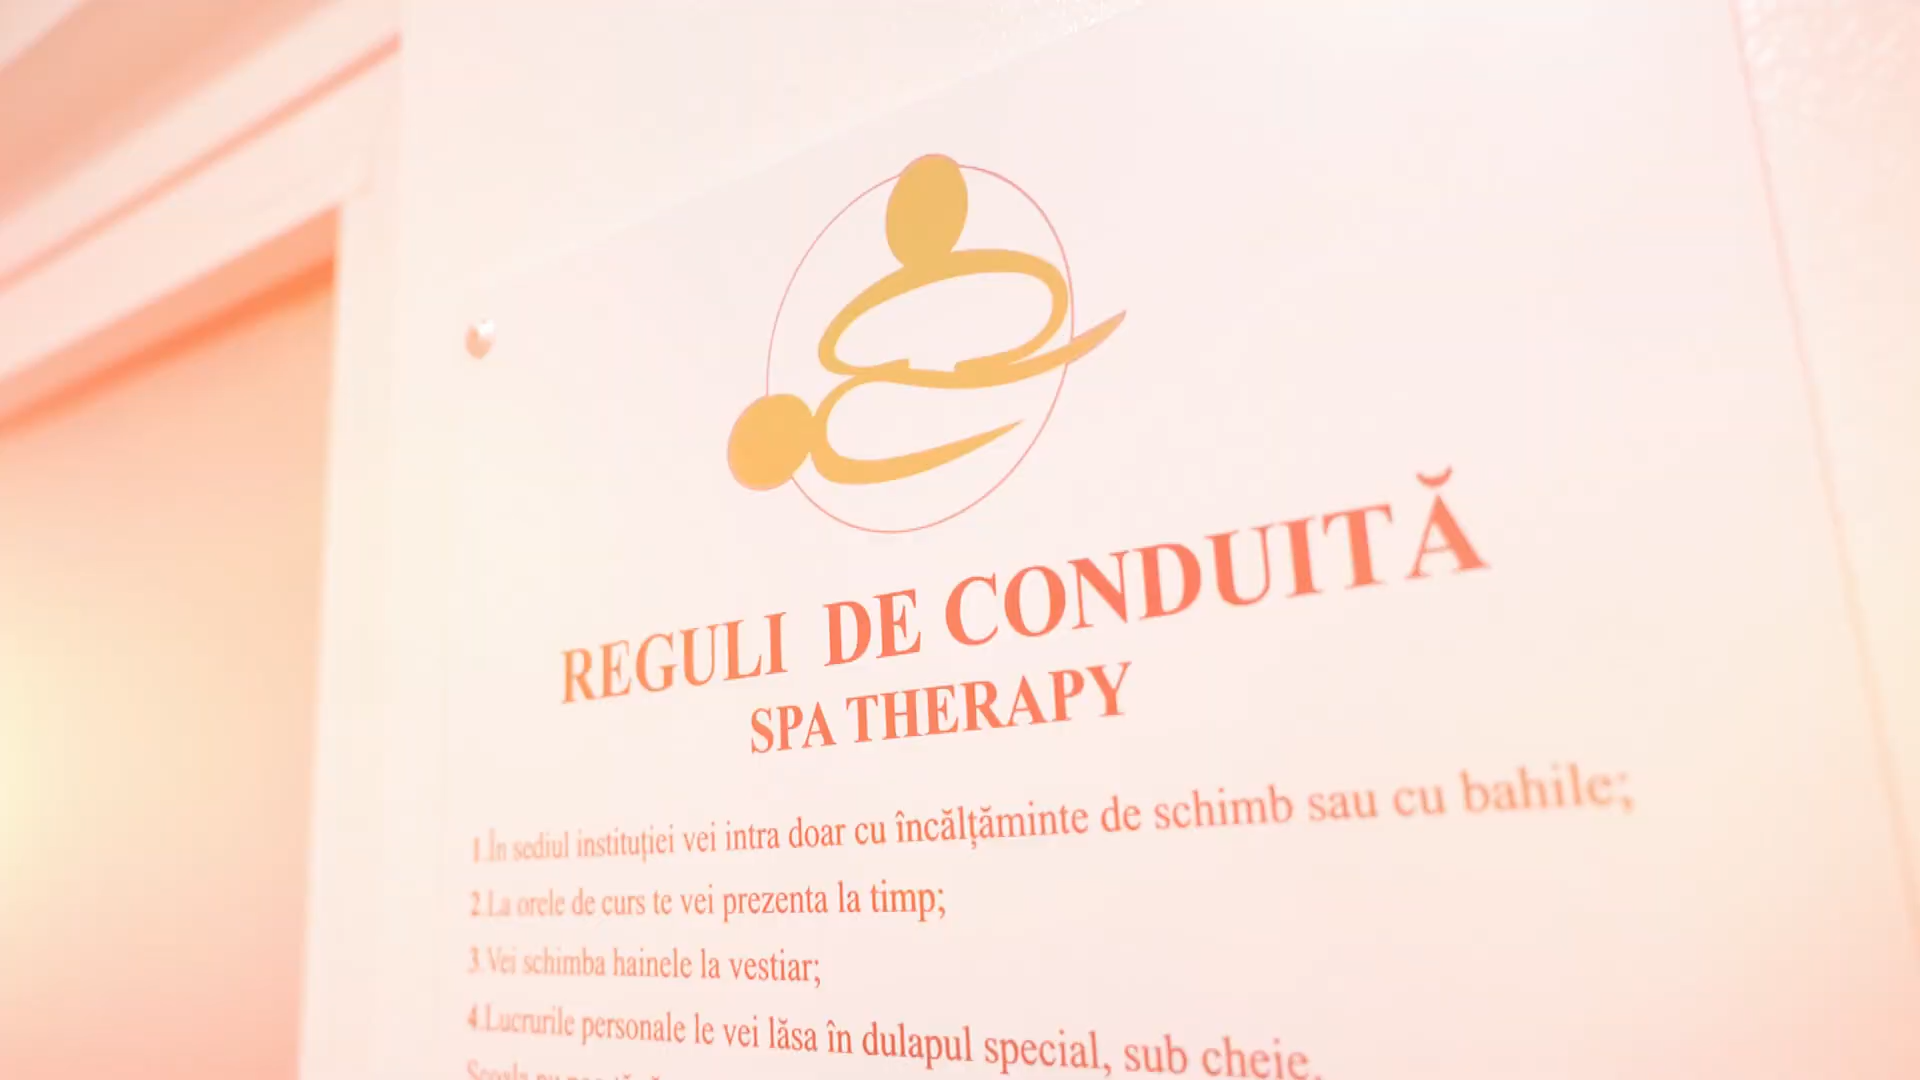 REGULI DE CONDUITĂ
SPA THERAPY
1.În sediul instituției vei intra doar cu încălțăminte de schimb sau cu bahile;
2.La orele de curs te vei prezenta la timp;
3.Vei schimba hainele la vestiar;
4.Lucrurile personale le vei lăsa în dulapul special, sub cheie.